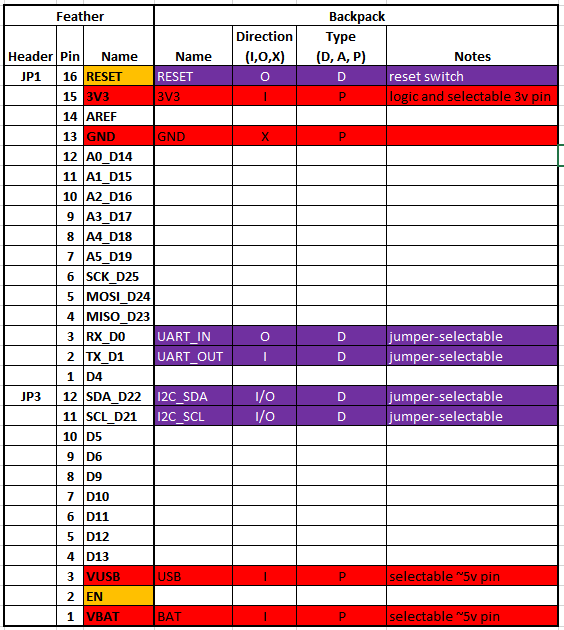 Feather Backpack
Header Pin Name Name Direction (I,O,X) Type (D, A, P) Notes
JP1 16 RESET RESET O D reset switch
15 3V3 3V3 I P logic and selectable 3v pin
14 AREF
13 GND GND X P
12 A0_D14
11 A1_D15
10 A2_D16
9 A3_D17
8 A4_D18
7 A5_D19
6 SCK_D25
5 MOSI_D24
4 MISO_D23
3 RX_D0 UART_IN O D jumper-selectable
2 TX_D1 UART_OUT I D jumper-selectable
1 D4
JP3 12 SDA_D22 I2C_SDA I/O D jumper-selectable
11 SCL_D21 I2C_SCL I/O D jumper-selectable
10 D5
9 D6
8 D9
7 D10
6 D11
5 D12
4 D13
3 VUSB USB I P selectable ~5v pin
2 EN
1 VBAT BAT I P selectable ~5v pin